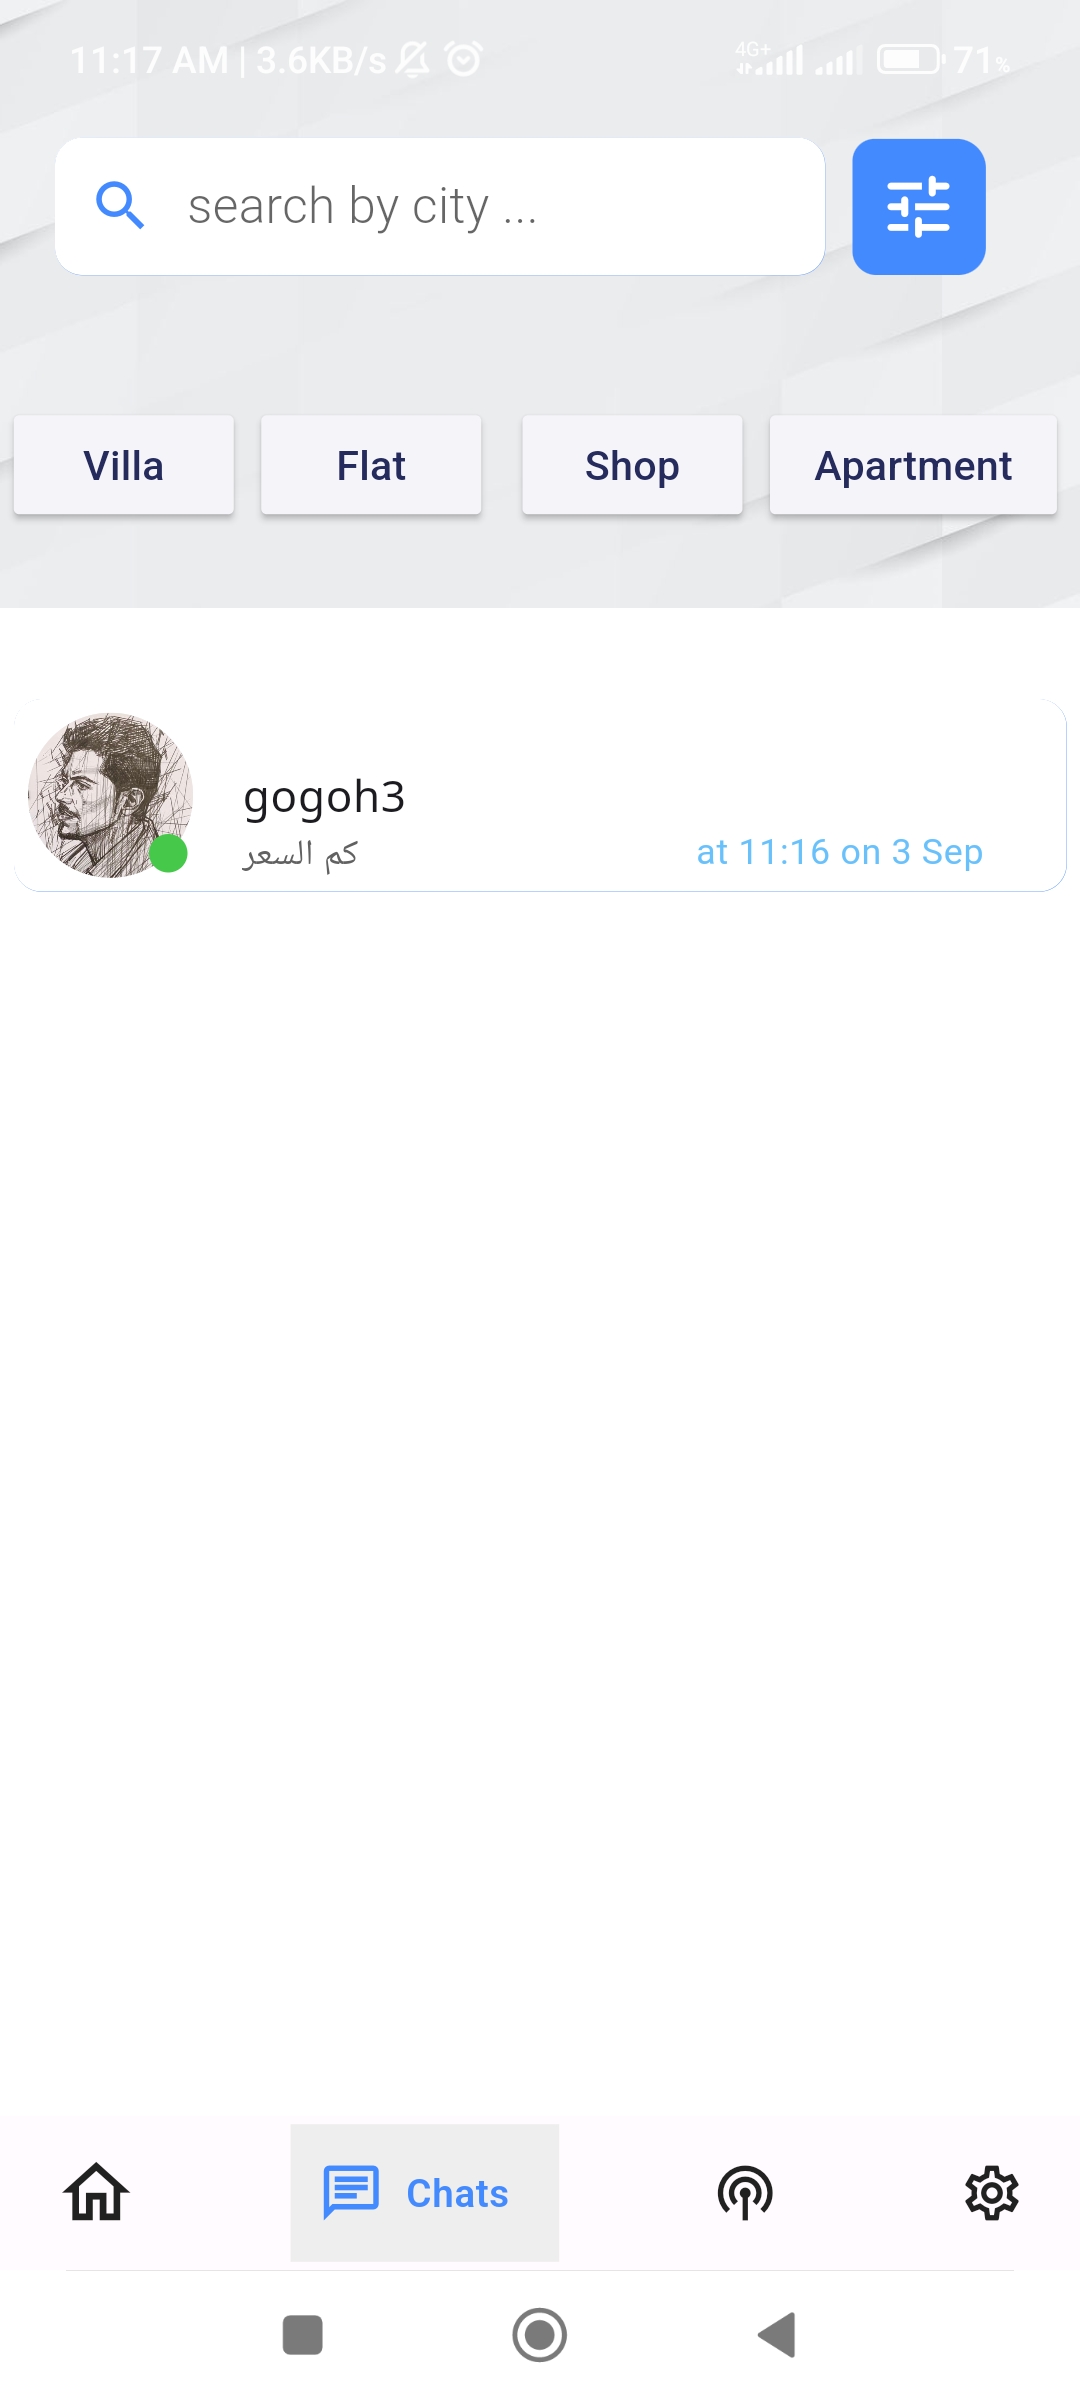 11:17 AM | 3.6KB/s 4G+ 71%
search by city ...
Villa Flat Shop Apartment
gogoh3
كم السعر at 11:16 on 3 Sep
Chats